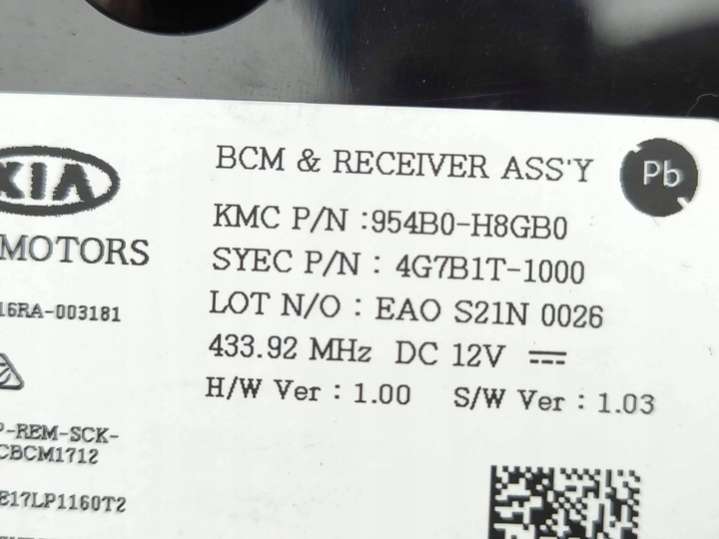 BCM & RECEIVER ASS'Y
Pb
KMC P/N :954B0-H8GB0
SYEC P/N : 4G7B1T-1000
LOT N/O : EAO S21N 0026
433.92 MHz DC 12V
H/W Ver : 1.00 S/W Ver : 1.03
KIA
MOTORS
16RA-003181
P-REM-SCK-
CBCM1712
E17LP1160T2